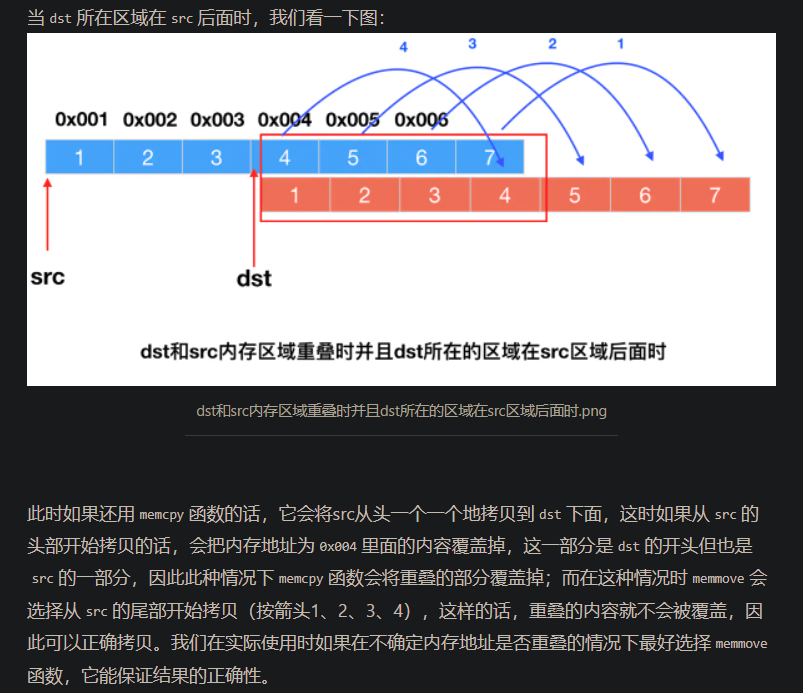 当 dst 所在区域在 src 后面时，我们看一下图：
4 3 2 1
0x001 0x002 0x003 0x004 0x005 0x006
1 2 3 4 5 6 7
1 2 3 4 5 6 7
src dst
dst和src内存区域重叠时并且dst所在的区域在src区域后面时
dst和src内存区域重叠时并且dst所在的区域在src区域后面时.png
此时如果还用 memcpy 函数的话，它会将src从头一个一个地拷贝到 dst 下面，这时如果从 src 的
头部开始拷贝的话，会把内存地址为 0x004 里面的内容覆盖掉，这一部分是 dst 的开头但也是
src 的一部分，因此此种情况下 memcpy 函数会将重叠的部分覆盖掉；而在这种情况时 memmove 会
选择从 src 的尾部开始拷贝（按箭头1、2、3、4），这样的话，重叠的内容就不会被覆盖，因
此可以正确拷贝。我们在实际使用时如果在不确定内存地址是否重叠的情况下最好选择 memmove
函数，它能保证结果的正确性。